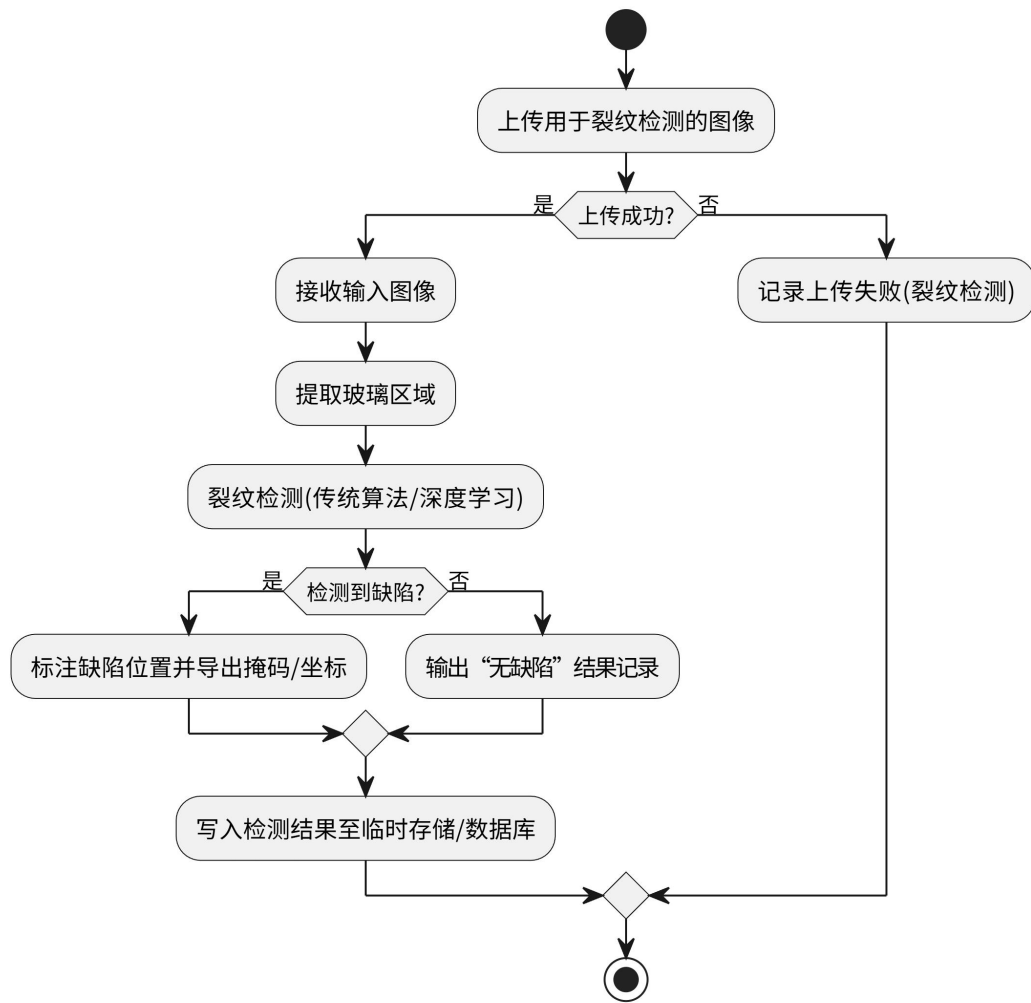 上传用于裂纹检测的图像
是
上传成功?
否
接收输入图像
记录上传失败(裂纹检测)
提取玻璃区域
裂纹检测(传统算法/深度学习)
是
检测到缺陷?
否
标注缺陷位置并导出掩码/坐标
输出“无缺陷”结果记录
写入检测结果至临时存储/数据库